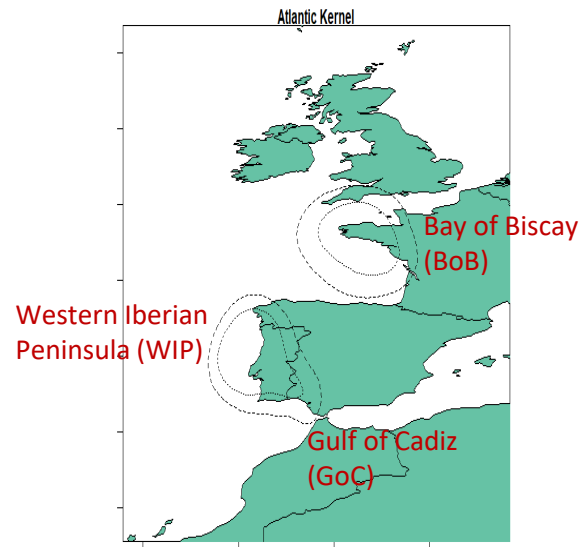 Atlantic Kernel
Bay of Biscay
(BoB)
Western Iberian
Peninsula (WIP)
Gulf of Cadiz
(GoC)